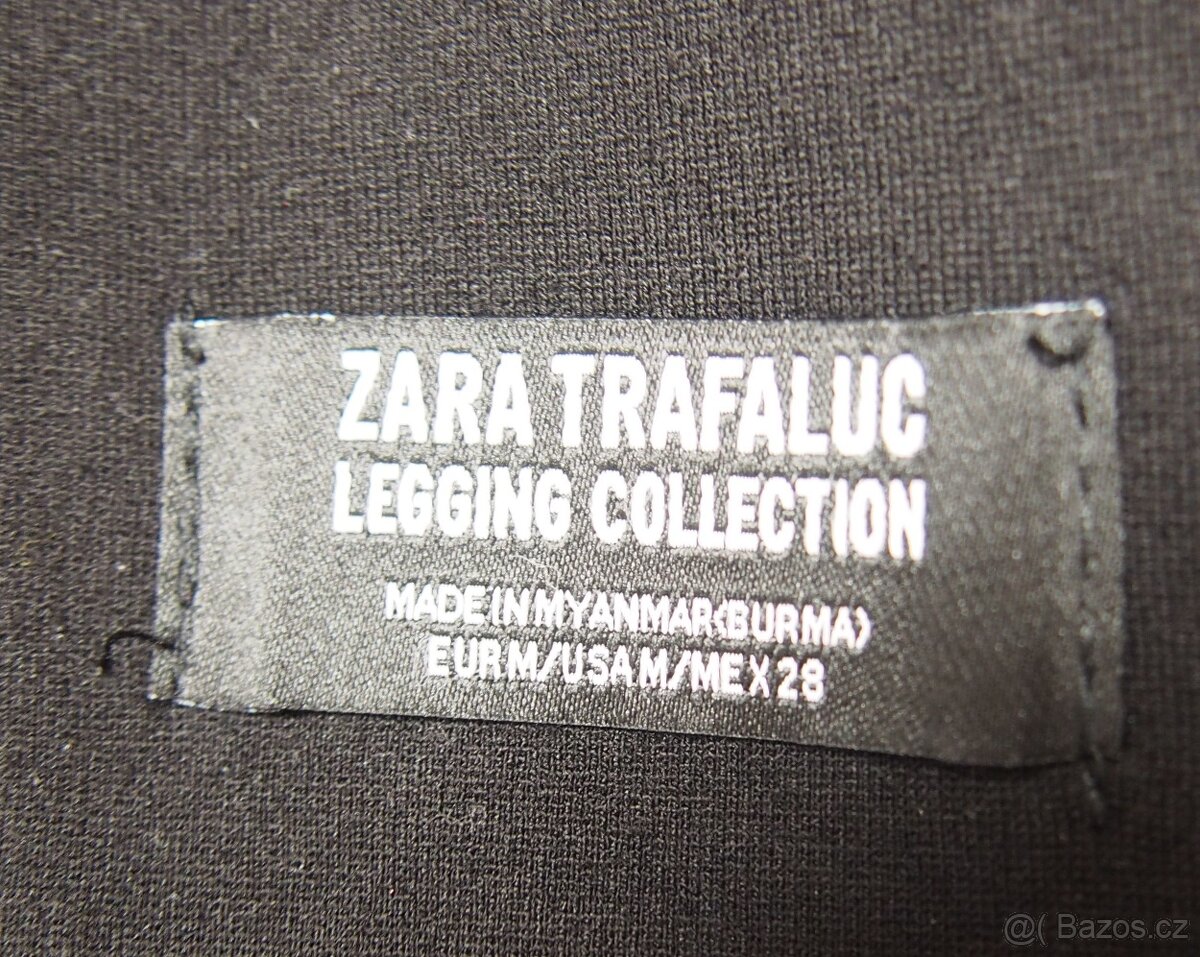 ZARA TRAFALUC
LEGGING COLLECTION
MADE IN MYANMAR(BURMA)
EUR M/USA M/MEX 28
@( Bazos.cz